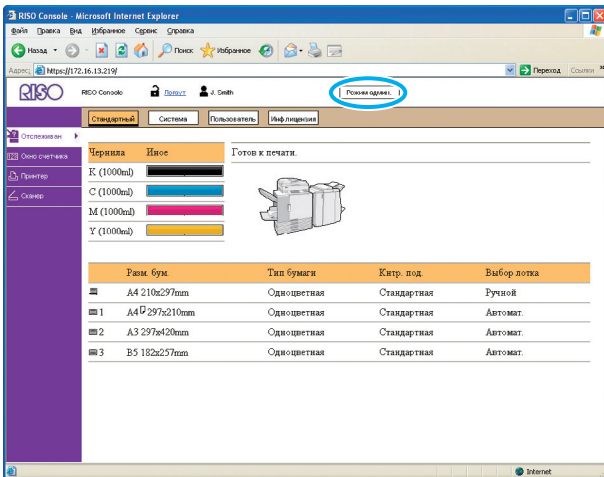 RISO Console - Microsoft Internet Explorer
Файл Правка Вид Избранное Сервис Справка
Назад Поиск Избранное
Адрес: https://172.16.13.219/ Переход Ссылки
RISO RISO Console Логаут J. Smith Режим админ.
Стандартный Система Пользователь Инф.лицензия
Отслеживан
Окно счетчика
Принтер
Сканер
Чернила Иное Готов к печати.
K (1000ml)
C (1000ml)
M (1000ml)
Y (1000ml)
Разм. бум. Тип бумаги Кнтр. под. Выбор лотка
A4 210x297mm Одноцветная Стандартная Ручной
1 A4 297x210mm Одноцветная Стандартная Автомат.
2 A3 297x420mm Одноцветная Стандартная Автомат.
3 B5 182x257mm Одноцветная Стандартная Автомат.
Internet